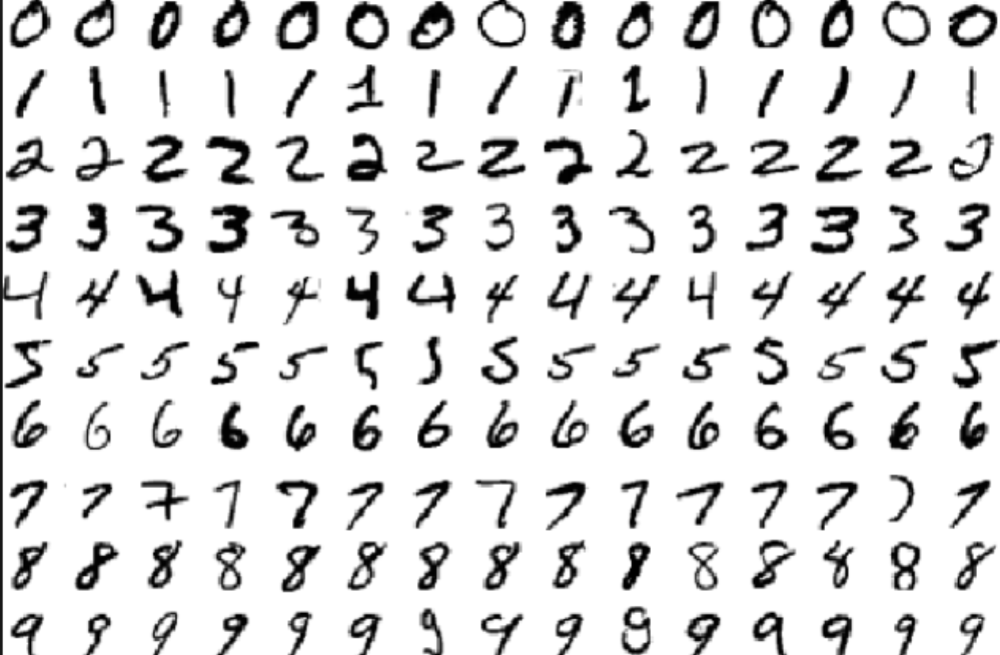 0 0 0 0 0 0 0 0 0 0 0 0 0 0 0
1 1 1 1 1 1 1 1 1 1 1 1 1 1 1
2 2 2 2 2 2 2 2 2 2 2 2 2 2 2
3 3 3 3 3 3 3 3 3 3 3 3 3 3 3
4 4 4 4 4 4 4 4 4 4 4 4 4 4 4
5 5 5 5 5 5 5 5 5 5 5 5 5 5 5
6 6 6 6 6 6 6 6 6 6 6 6 6 6 6
7 7 7 7 7 7 7 7 7 7 7 7 7 7 7
8 8 8 8 8 8 8 8 8 8 8 8 8 8 8
9 9 9 9 9 9 9 9 9 9 9 9 9 9 9